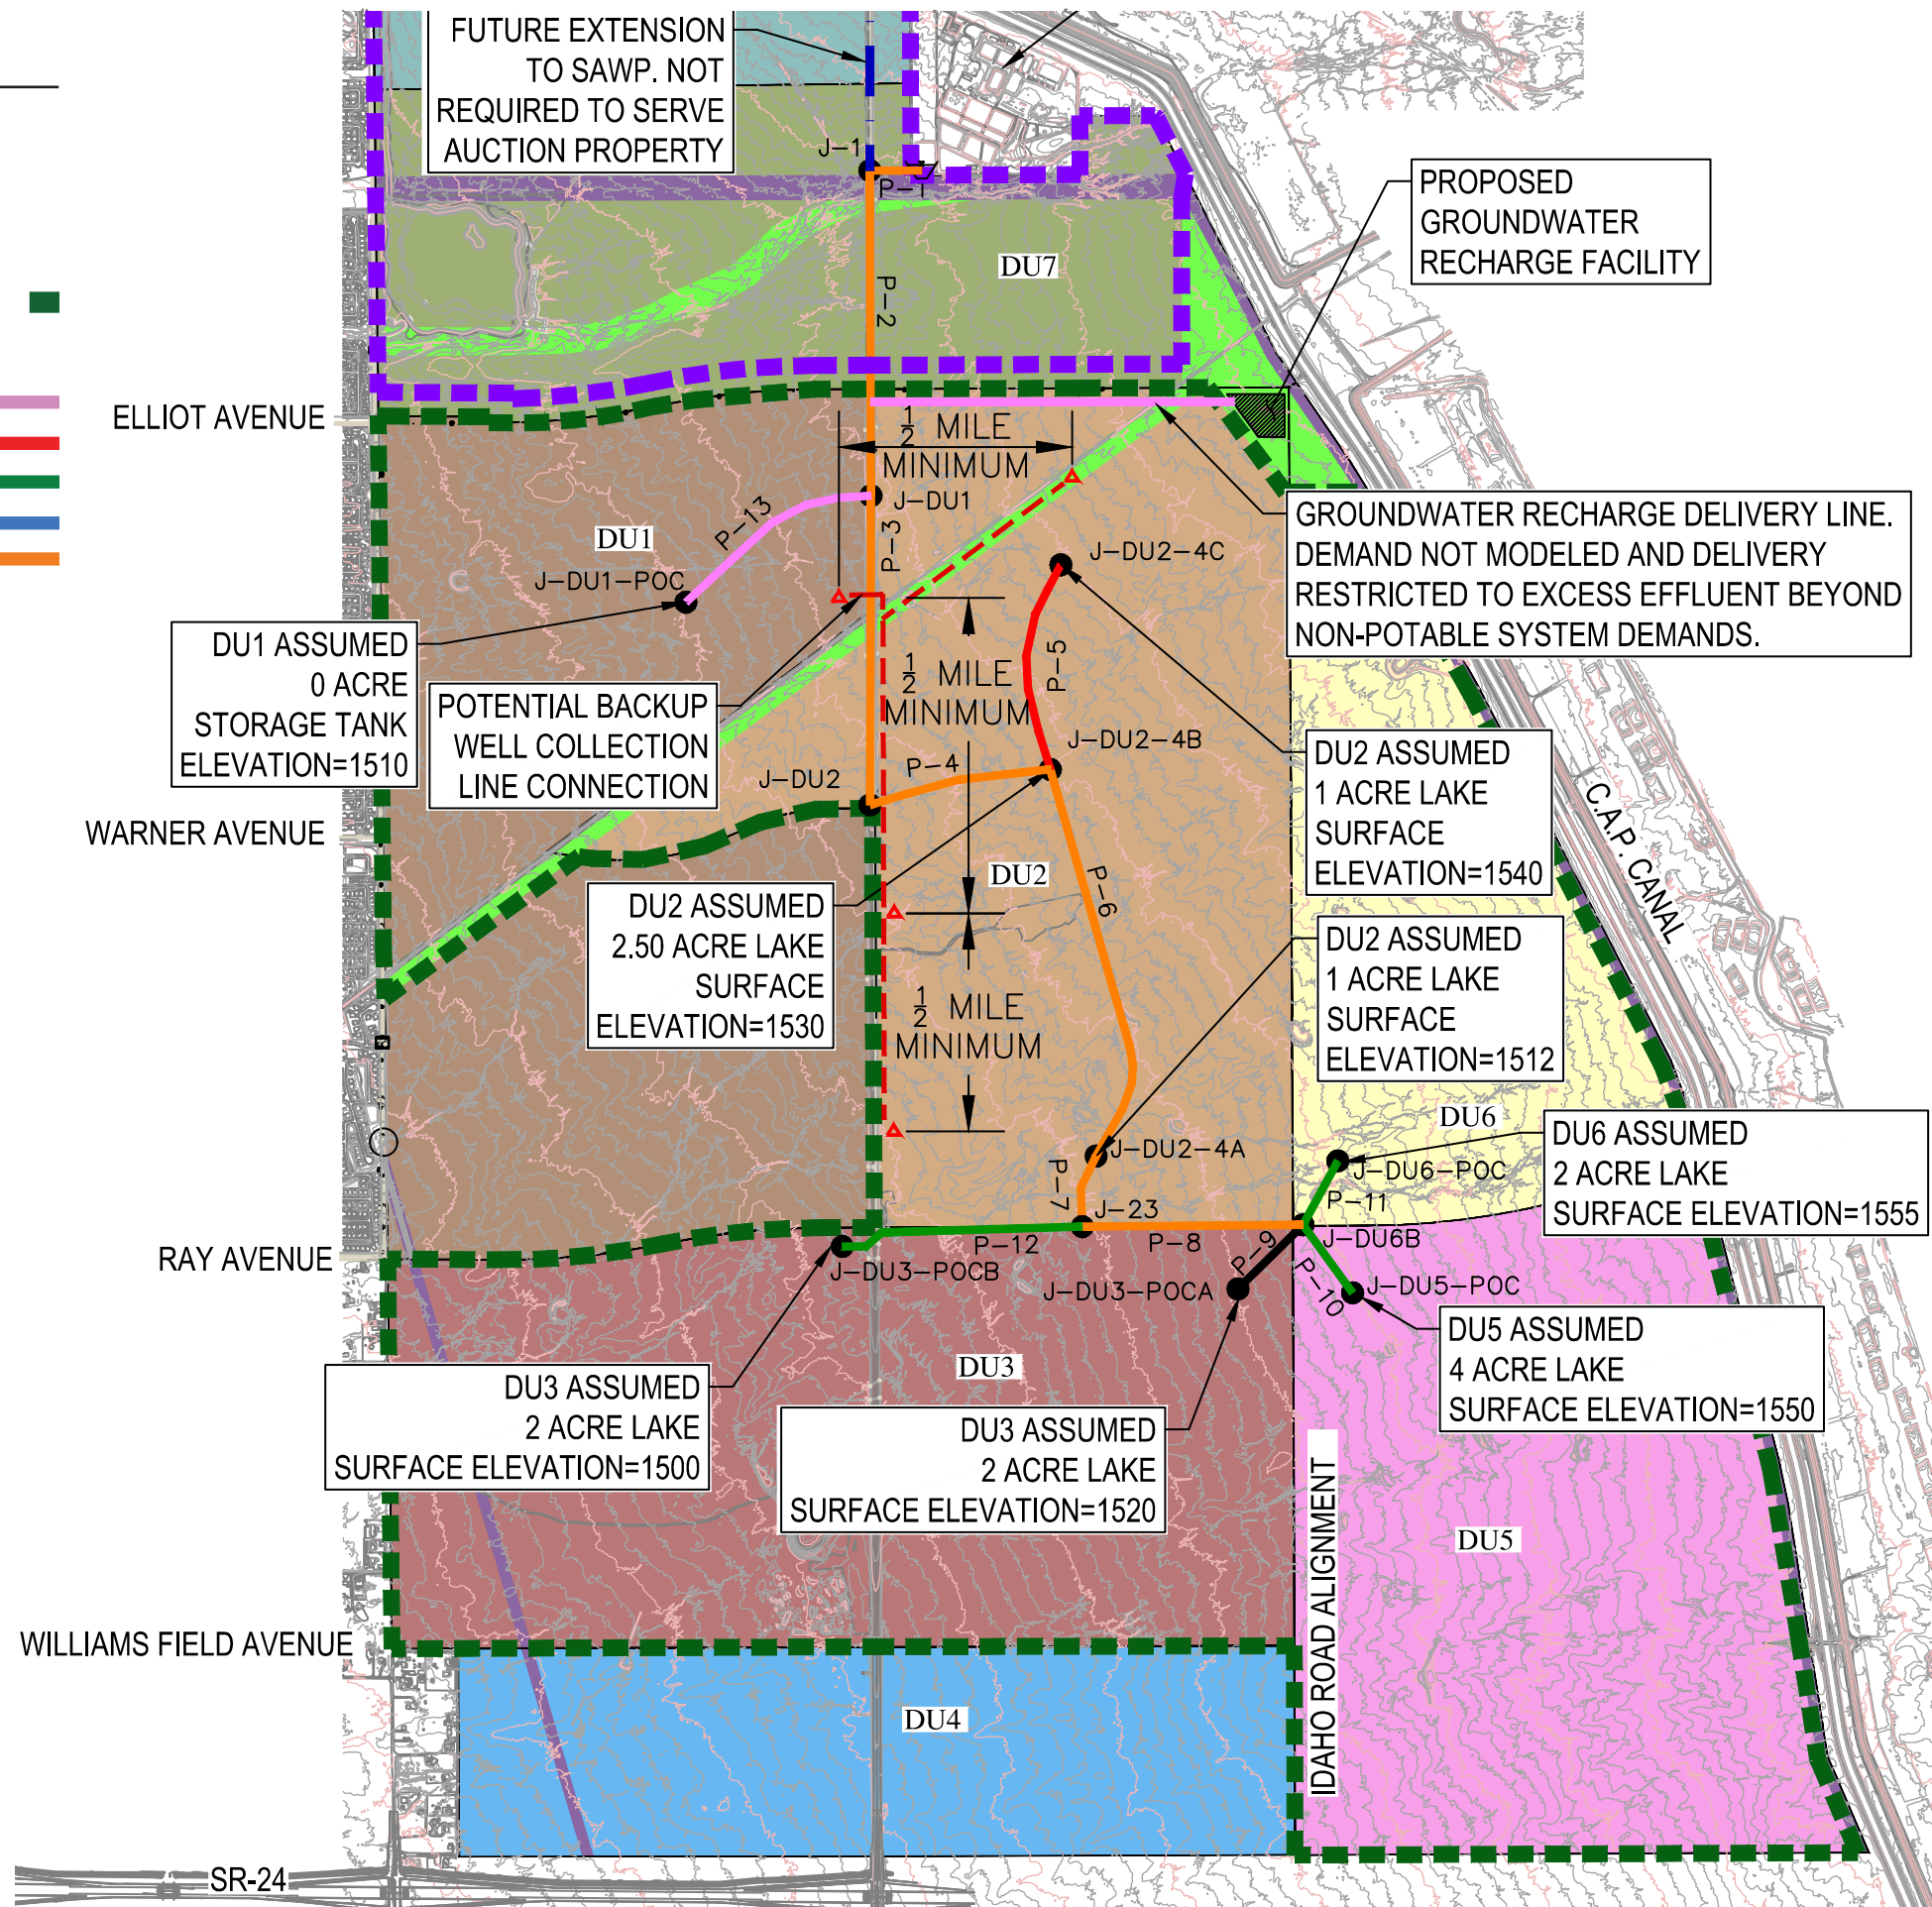 FUTURE EXTENSION
TO SAWP. NOT
REQUIRED TO SERVE
AUCTION PROPERTY
J-1
P-1
PROPOSED
GROUNDWATER
RECHARGE FACILITY
DU7
P-2
ELLIOT AVENUE
1/2 MILE
MINIMUM
J-DU1
P-13
P-3
DU1
J-DU1-POC
J-DU2-4C
GROUNDWATER RECHARGE DELIVERY LINE.
DEMAND NOT MODELED AND DELIVERY
RESTRICTED TO EXCESS EFFLUENT BEYOND
NON-POTABLE SYSTEM DEMANDS.
DU1 ASSUMED
0 ACRE
STORAGE TANK
ELEVATION=1510
POTENTIAL BACKUP
WELL COLLECTION
LINE CONNECTION
1/2 MILE
MINIMUM
P-5
J-DU2-4B
J-DU2
P-4
DU2 ASSUMED
1 ACRE LAKE
SURFACE
ELEVATION=1540
C.A.P. CANAL
WARNER AVENUE
DU2
P-6
DU2 ASSUMED
2.50 ACRE LAKE
SURFACE
ELEVATION=1530
DU2 ASSUMED
1 ACRE LAKE
SURFACE
ELEVATION=1512
1/2 MILE
MINIMUM
DU6
DU6 ASSUMED
2 ACRE LAKE
SURFACE ELEVATION=1555
J-DU2-4A
J-DU6-POC
P-7
P-11
J-23
RAY AVENUE
P-12
P-8
P-9
J-DU6B
J-DU3-POCB
J-DU3-POCA
P-10
J-DU5-POC
DU5 ASSUMED
4 ACRE LAKE
SURFACE ELEVATION=1550
DU3
DU3 ASSUMED
2 ACRE LAKE
SURFACE ELEVATION=1500
DU3 ASSUMED
2 ACRE LAKE
SURFACE ELEVATION=1520
IDAHO ROAD ALIGNMENT
DU5
WILLIAMS FIELD AVENUE
DU4
SR-24